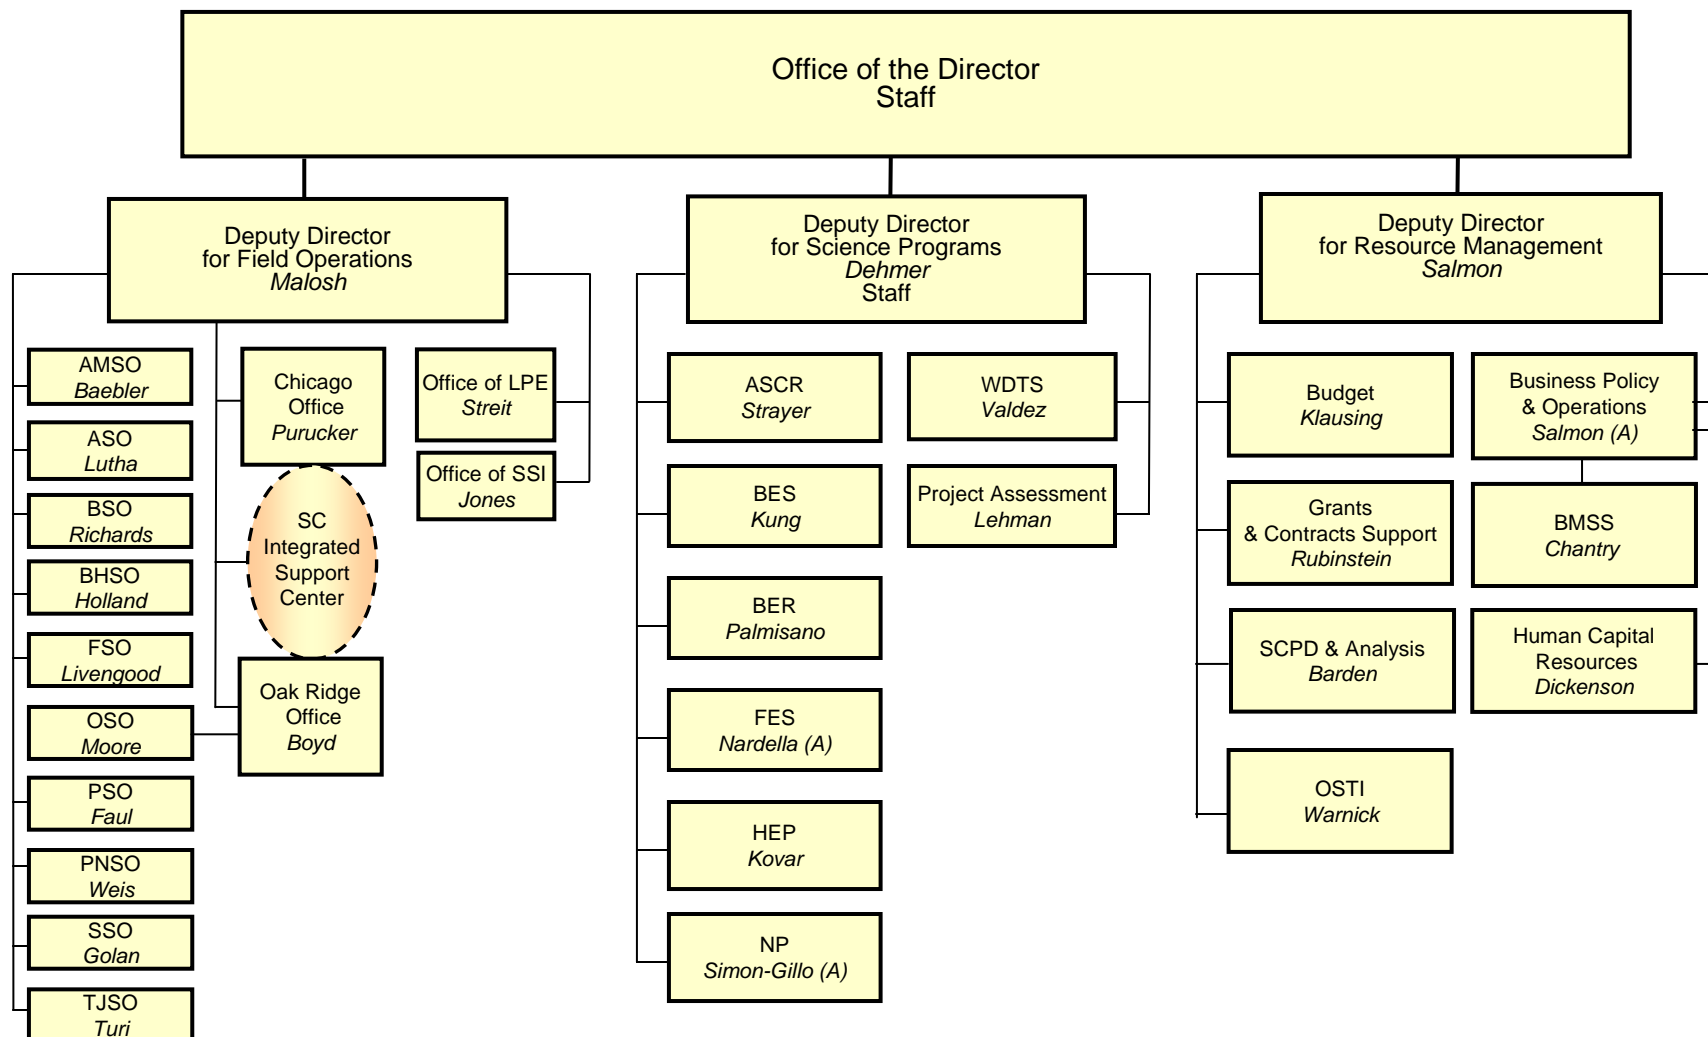 Office of the Director
Staff
Deputy Director
for Field Operations
Malosh
AMSO
Baebler
ASO
Lutha
BSO
Richards
BHSO
Holland
FSO
Livengood
OSO
Moore
PSO
Faul
PNSO
Weis
SSO
Golan
TJSO
Turi
Chicago
Office
Purucker
SC
Integrated
Support
Center
Oak Ridge
Office
Boyd
Office of LPE
Streit
Office of SSI
Jones
Deputy Director
for Science Programs
Dehmer
Staff
ASCR
Strayer
BES
Kung
BER
Palmisano
FES
Nardella (A)
HEP
Kovar
NP
Simon-Gillo (A)
WDTS
Valdez
Project Assessment
Lehman
Deputy Director
for Resource Management
Salmon
Budget
Klausing
Grants
& Contracts Support
Rubinstein
SCPD & Analysis
Barden
OSTI
Warnick
Business Policy
& Operations
Salmon (A)
BMSS
Chantry
Human Capital
Resources
Dickenson